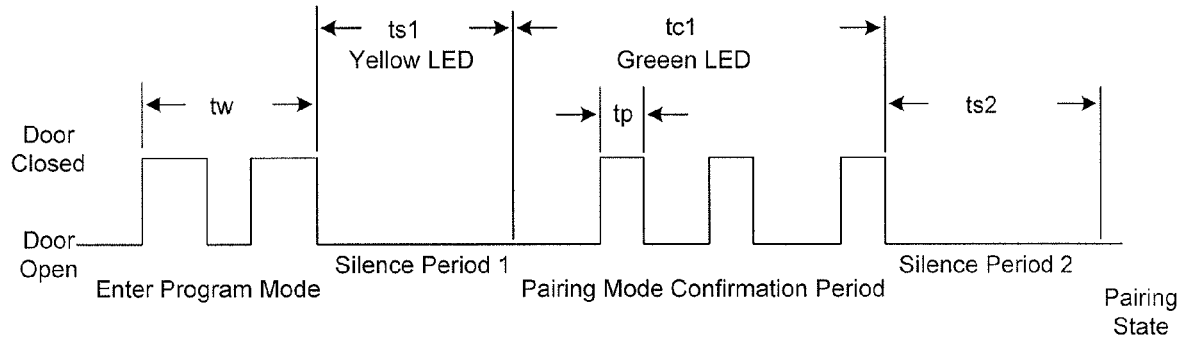 ts1
tc1
Yellow LED
Greeen LED
tw
tp
ts2
Door
Closed
Door
Open
Silence Period 1
Silence Period 2
Enter Program Mode
Pairing Mode Confirmation Period
Pairing
State